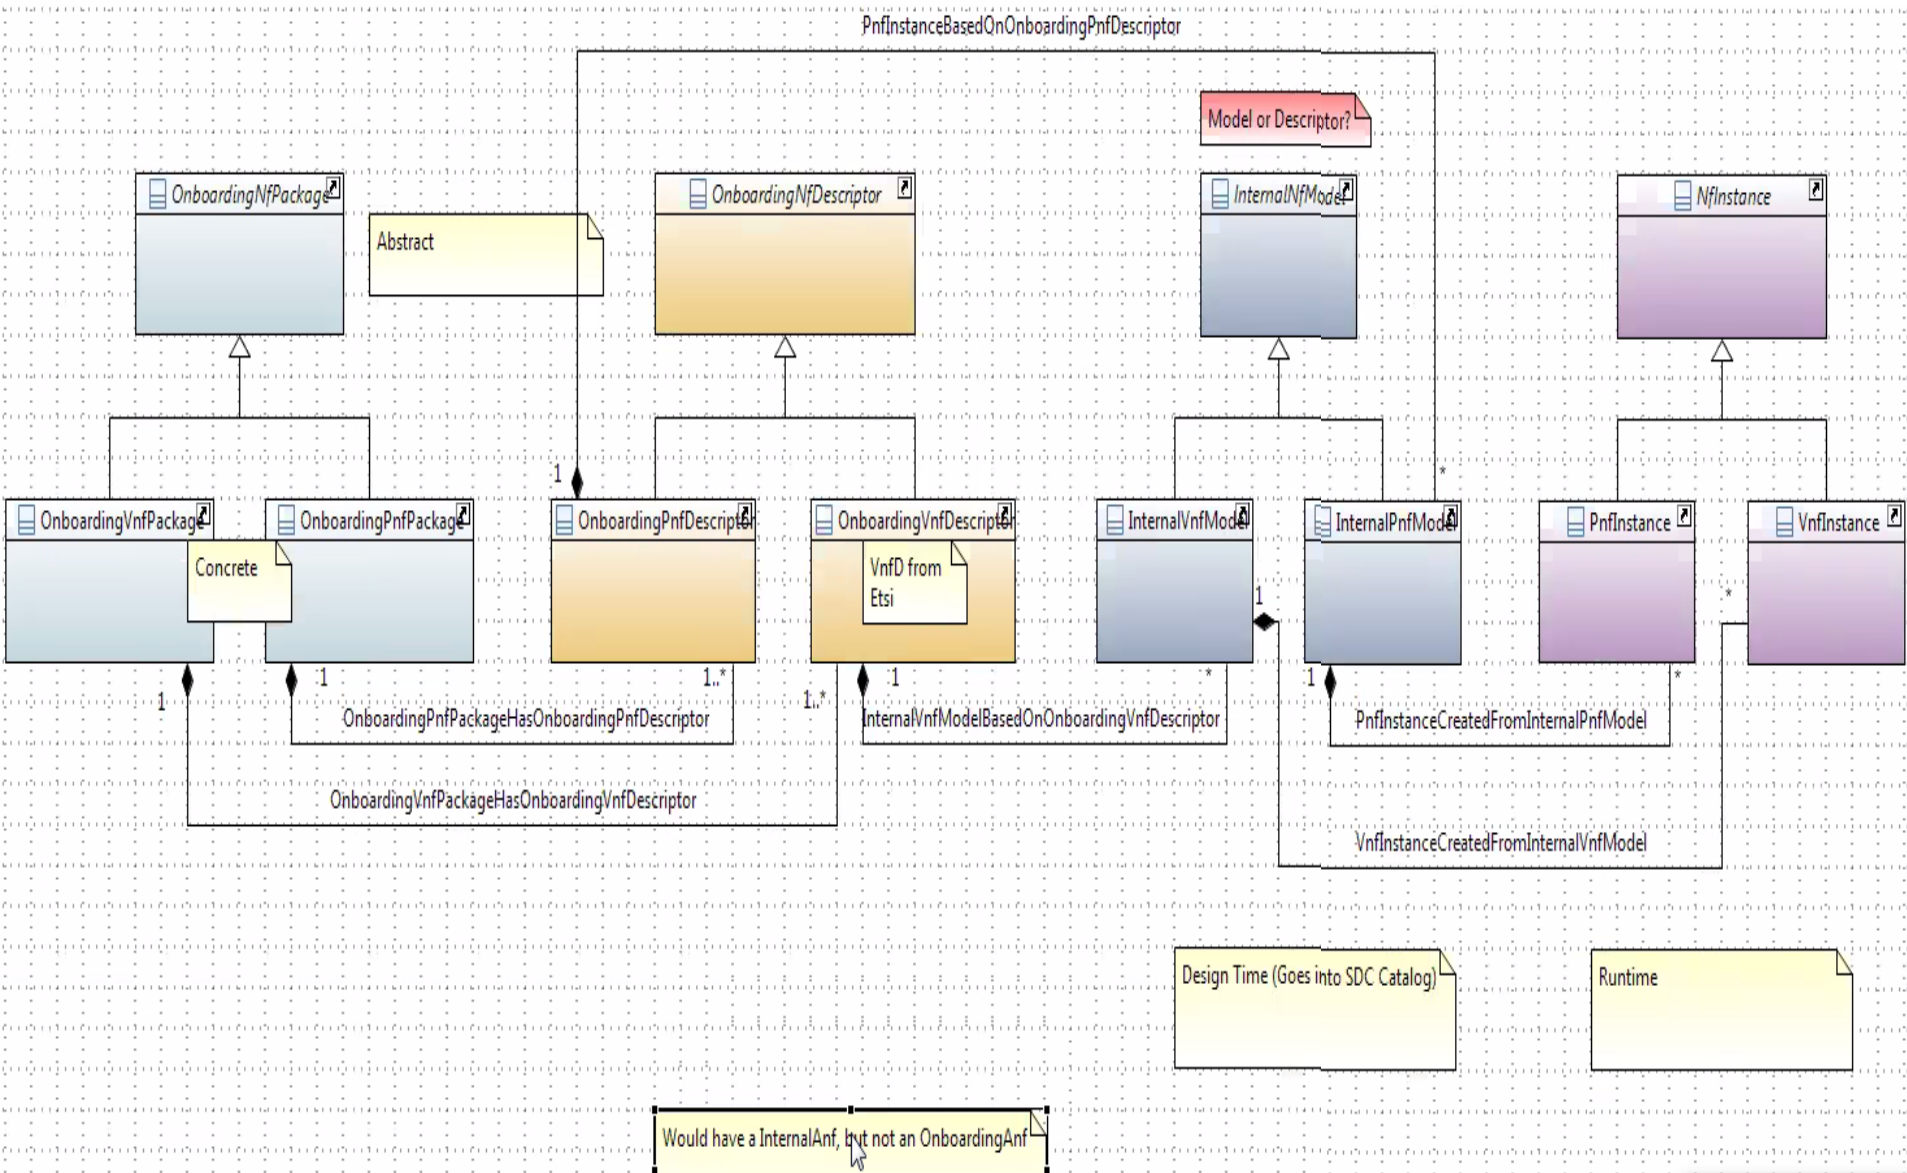 PnfInstanceBasedOnOnboardingPnfDescriptor
Model or Descriptor?
OnboardingNfPackage
OnboardingNfDescriptor
InternalNfModel
NfInstance
Abstract
1
*
OnboardingVnfPackage
OnboardingPnfPackage
OnboardingPnfDescriptor
OnboardingVnfDescriptor
InternalVnfModel
InternalPnfModel
PnfInstance
VnfInstance
Concrete
VnfD from
Etsi
1
*
1
1
1..*
1..*
1
*
1
*
OnboardingPnfPackageHasOnboardingPnfDescriptor
InternalVnfModelBasedOnOnboardingVnfDescriptor
PnfInstanceCreatedFromInternalPnfModel
OnboardingVnfPackageHasOnboardingVnfDescriptor
VnfInstanceCreatedFromInternalVnfModel
Design Time (Goes into SDC Catalog)
Runtime
Would have a InternalAnf, but not an OnboardingAnf